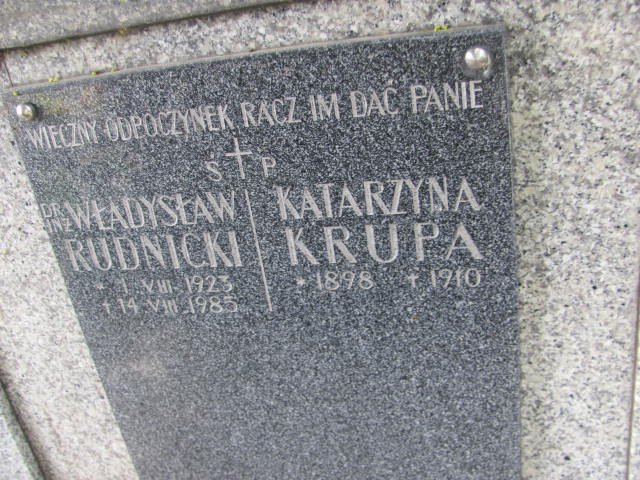 WIECZNY ODPOCZYNEK RACZ IM DAĆ PANIE
Ś † P
DR INŻ WŁADYSŁAW
RUDNICKI
* 1. VIII. 1923
† 14. VIII. 1985
KATARZYNA
KRUPA
* 1898 † 1910